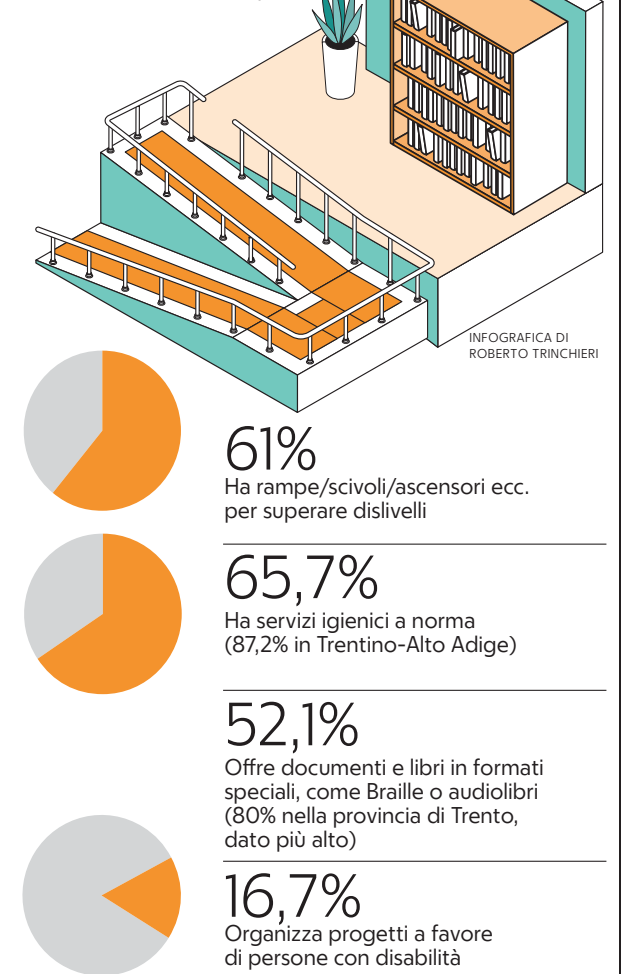 INFOGRAFICA DI
ROBERTO TRINCHIERI
61%
Ha rampe/scivoli/ascensori ecc.
per superare dislivelli
65,7%
Ha servizi igienici a norma
(87,2% in Trentino-Alto Adige)
52,1%
Offre documenti e libri in formati
speciali, come Braille o audiolibri
(80% nella provincia di Trento,
dato più alto)
16,7%
Organizza progetti a favore
di persone con disabilità